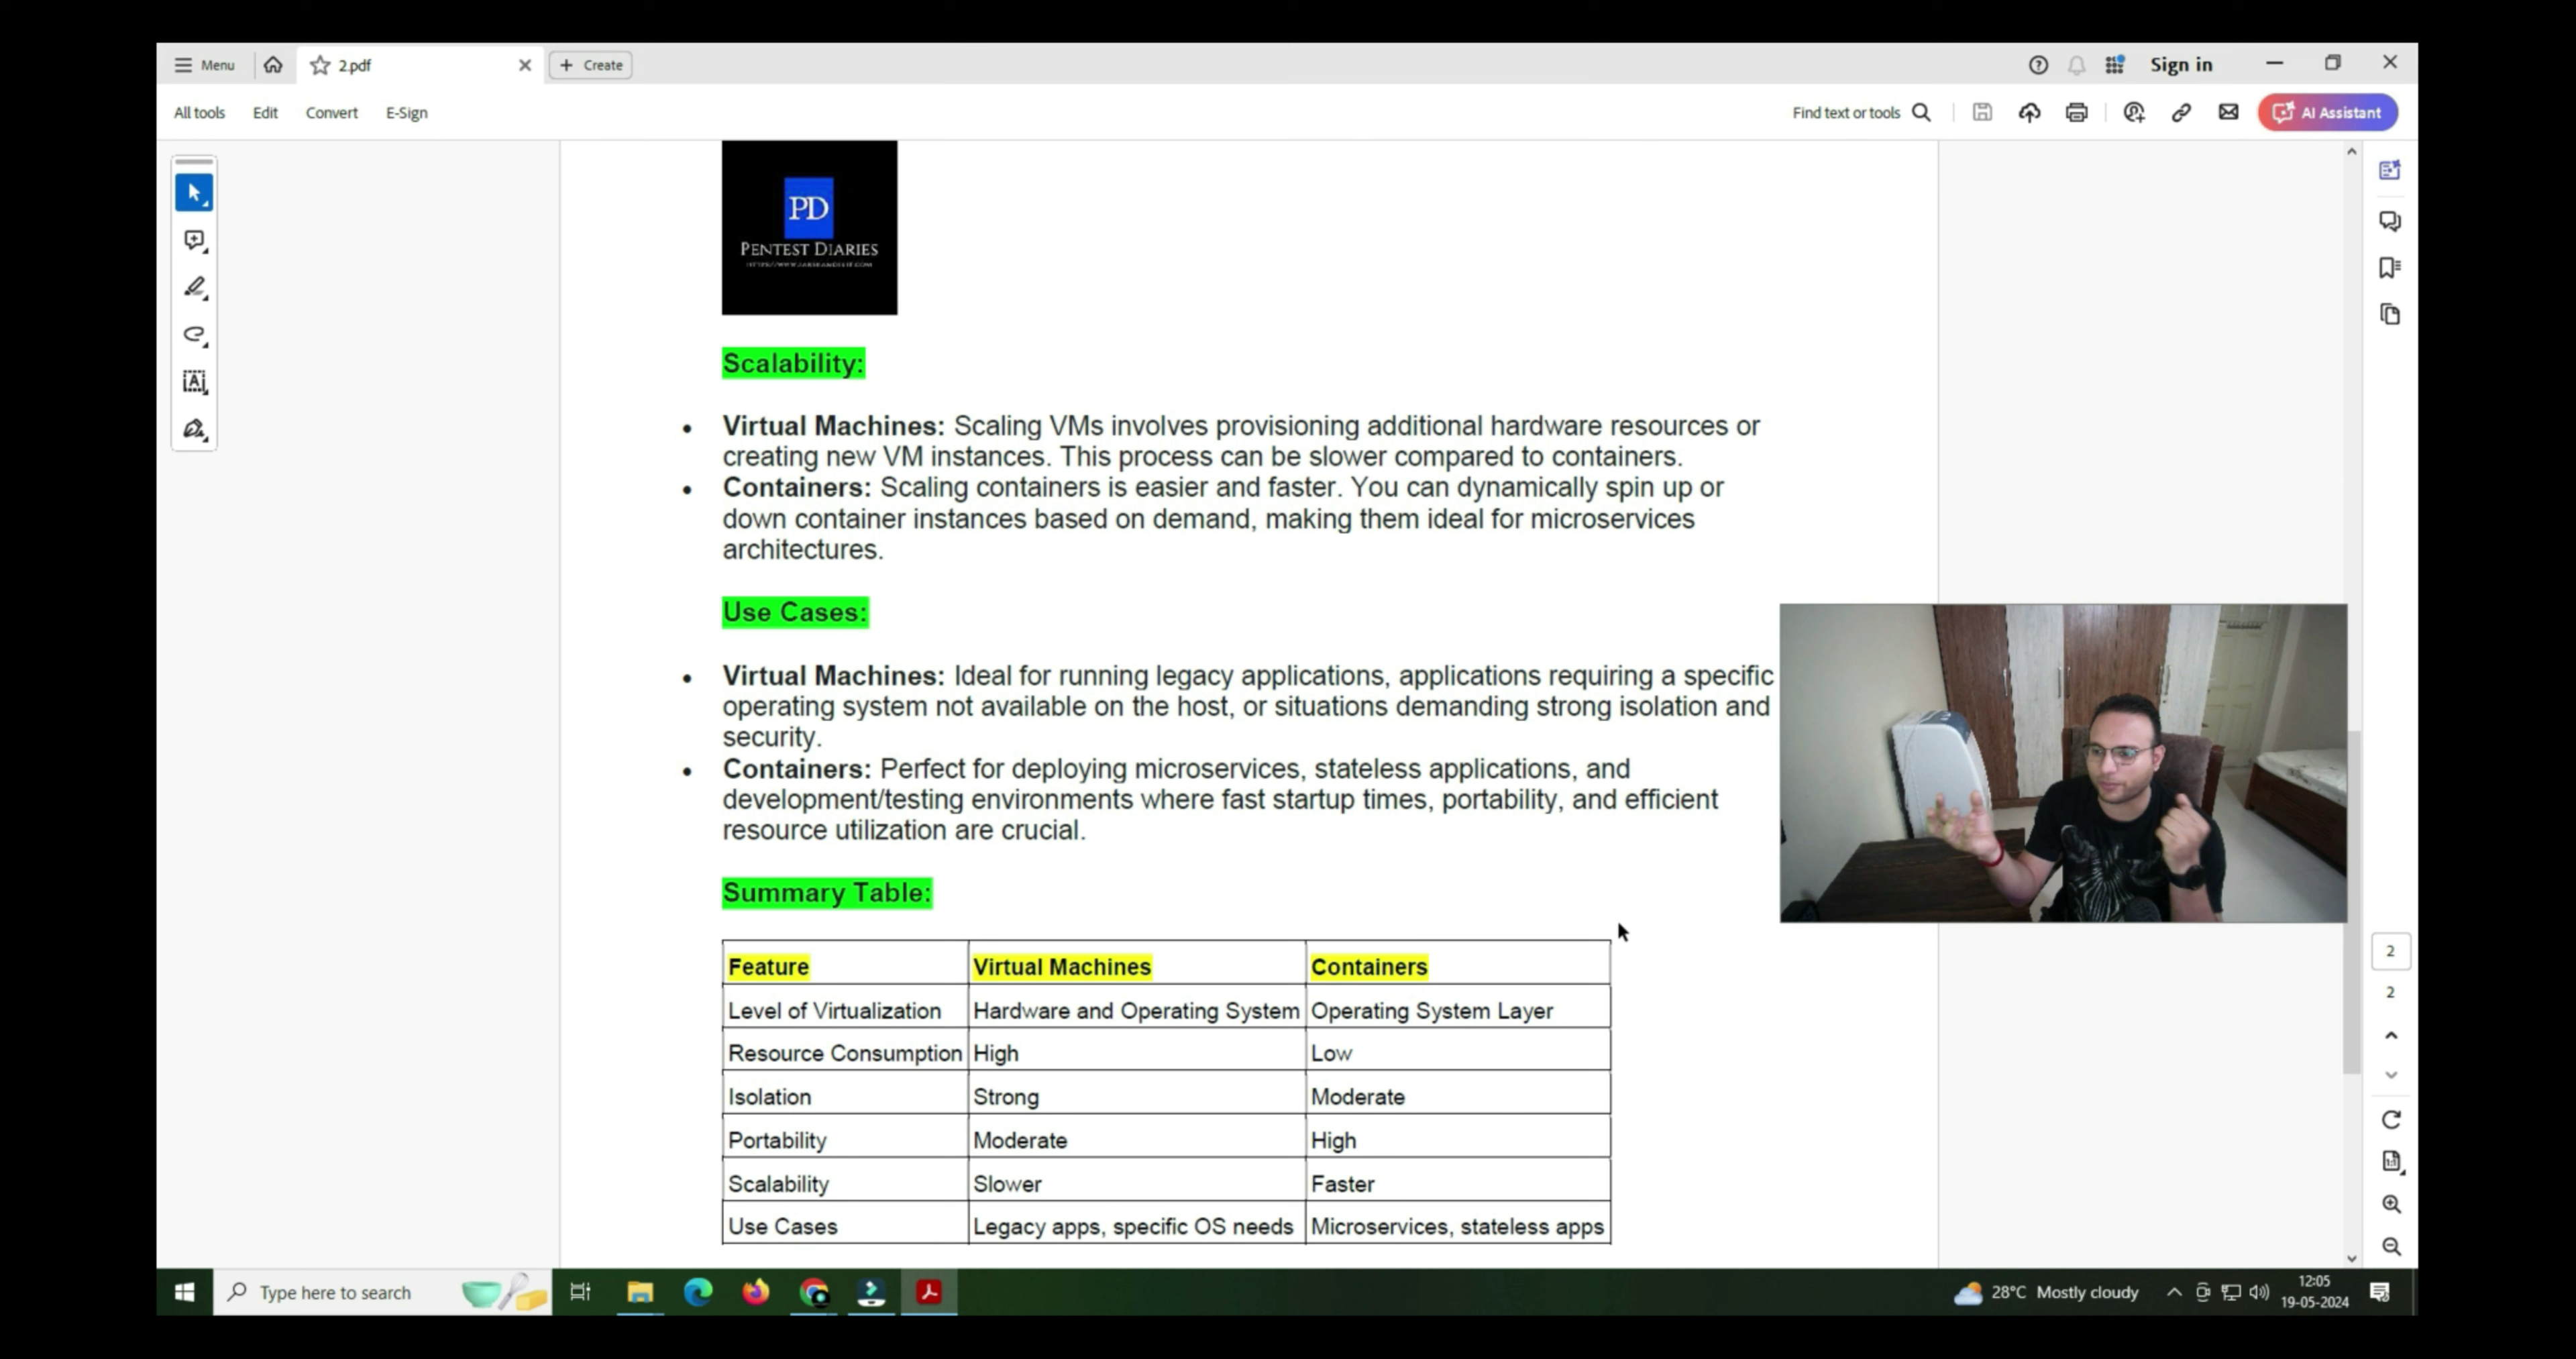 Menu
2.pdf
Create
Sign in
All tools
Edit
Convert
E-Sign
Find text or tools
AI Assistant
PD
PENTEST DIARIES
Scalability:
• Virtual Machines: Scaling VMs involves provisioning additional hardware resources or
creating new VM instances. This process can be slower compared to containers.
• Containers: Scaling containers is easier and faster. You can dynamically spin up or
down container instances based on demand, making them ideal for microservices
architectures.
Use Cases:
• Virtual Machines: Ideal for running legacy applications, applications requiring a specific
operating system not available on the host, or situations demanding strong isolation and
security.
• Containers: Perfect for deploying microservices, stateless applications, and
development/testing environments where fast startup times, portability, and efficient
resource utilization are crucial.
Summary Table:
Feature Virtual Machines Containers
Level of Virtualization Hardware and Operating System Operating System Layer
Resource Consumption High Low
Isolation Strong Moderate
Portability Moderate High
Scalability Slower Faster
Use Cases Legacy apps, specific OS needs Microservices, stateless apps
2
2
Type here to search
28°C Mostly cloudy
12:05
19-05-2024